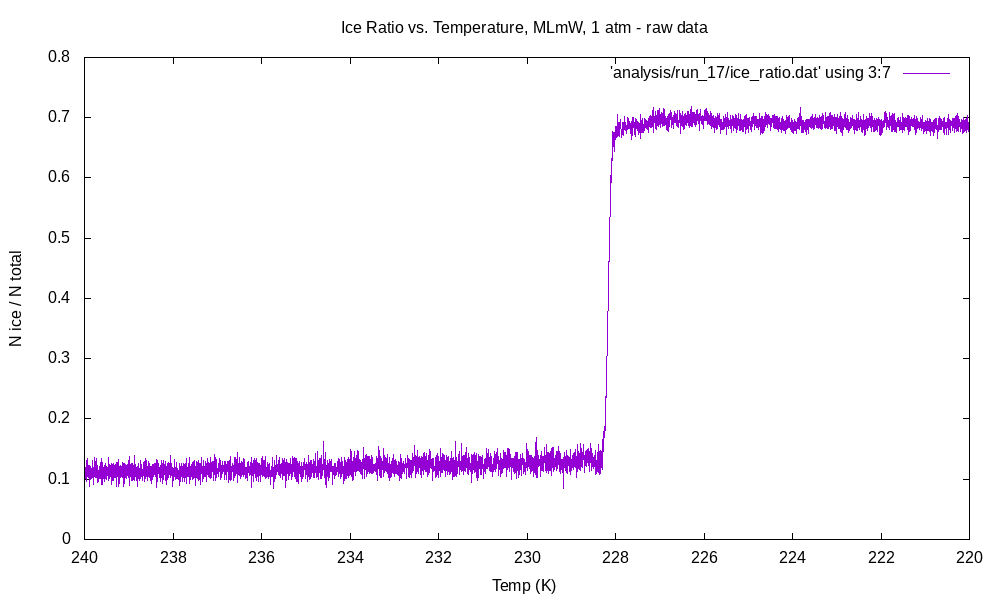 Ice Ratio vs. Temperature, MLmW, 1 atm - raw data
'analysis/run_17/ice_ratio.dat' using 3:7
0.8
0.7
0.6
0.5
0.4
0.3
0.2
0.1
0
N ice / N total
240 238 236 234 232 230 228 226 224 222 220
Temp (K)